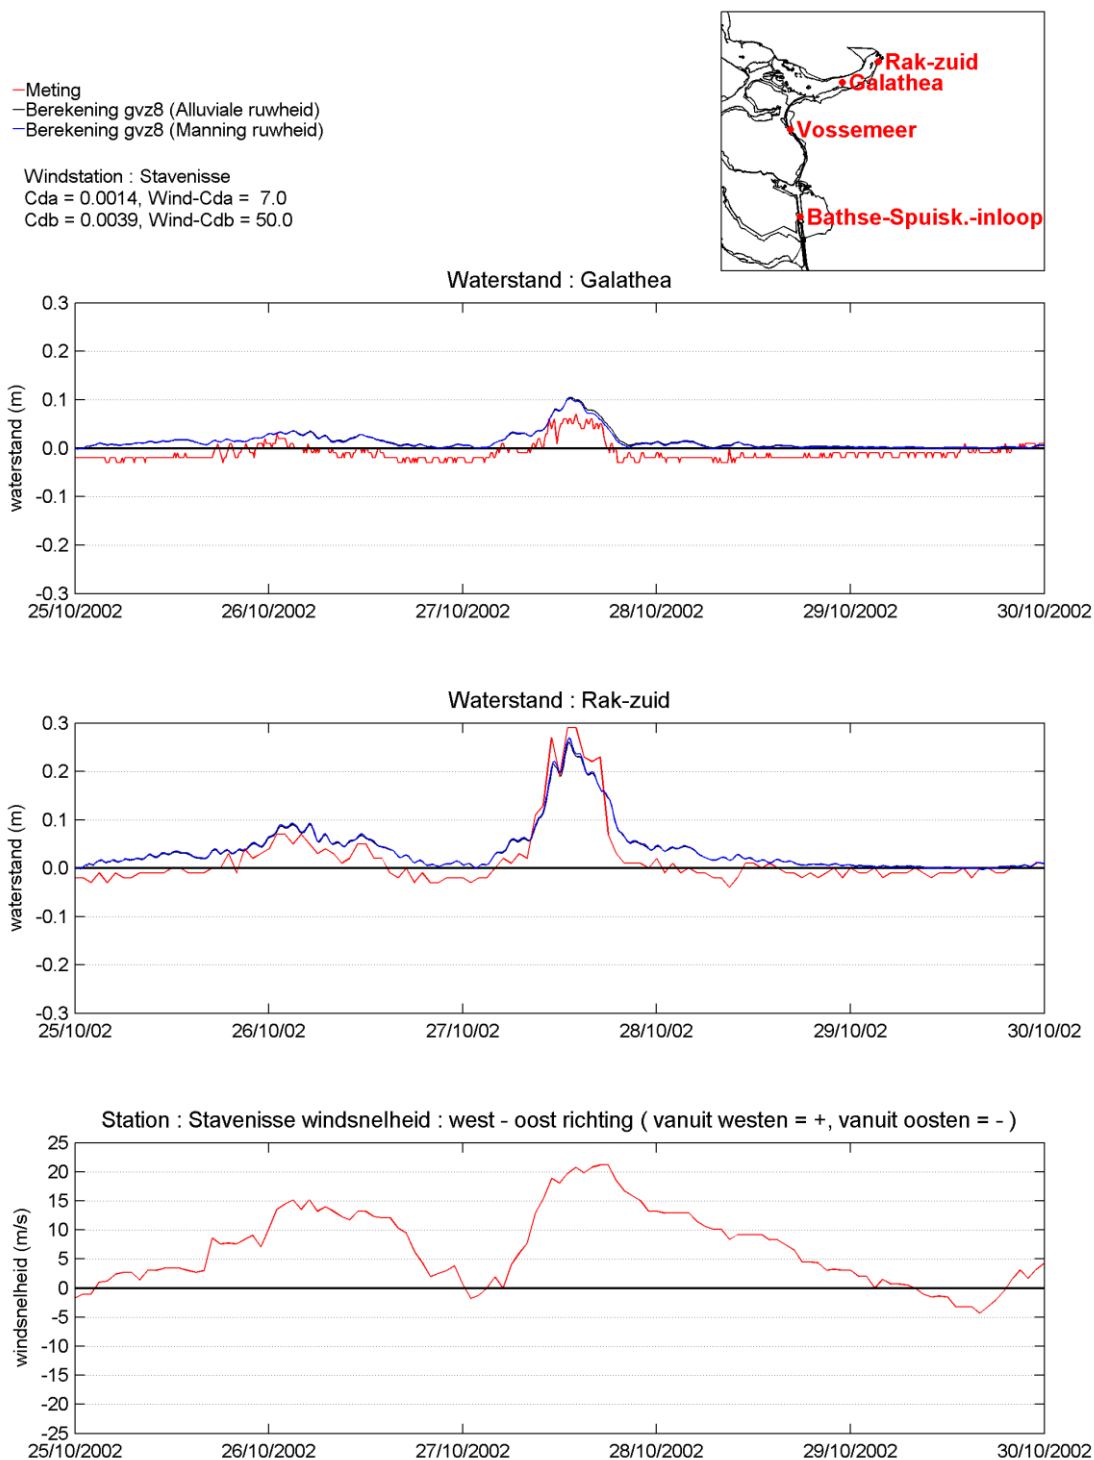 Rak-zuid
Galathea
Vossemeer
Bathse-Spuisk.-inloop
Meting
Berekening gvz8 (Alluviale ruwheid)
Berekening gvz8 (Manning ruwheid)
Windstation : Stavenisse
Cda = 0.0014, Wind-Cda = 7.0
Cdb = 0.0039, Wind-Cdb = 50.0
Waterstand : Galathea
waterstand (m)
0.3
0.2
0.1
0.0
-0.1
-0.2
-0.3
25/10/2002 26/10/2002 27/10/2002 28/10/2002 29/10/2002 30/10/2002
Waterstand : Rak-zuid
waterstand (m)
0.3
0.2
0.1
0.0
-0.1
-0.2
-0.3
25/10/02 26/10/02 27/10/02 28/10/02 29/10/02 30/10/02
Station : Stavenisse windsnelheid : west - oost richting ( vanuit westen = +, vanuit oosten = - )
windsnelheid (m/s)
25
20
15
10
5
0
-5
-10
-15
-20
-25
25/10/2002 26/10/2002 27/10/2002 28/10/2002 29/10/2002 30/10/2002